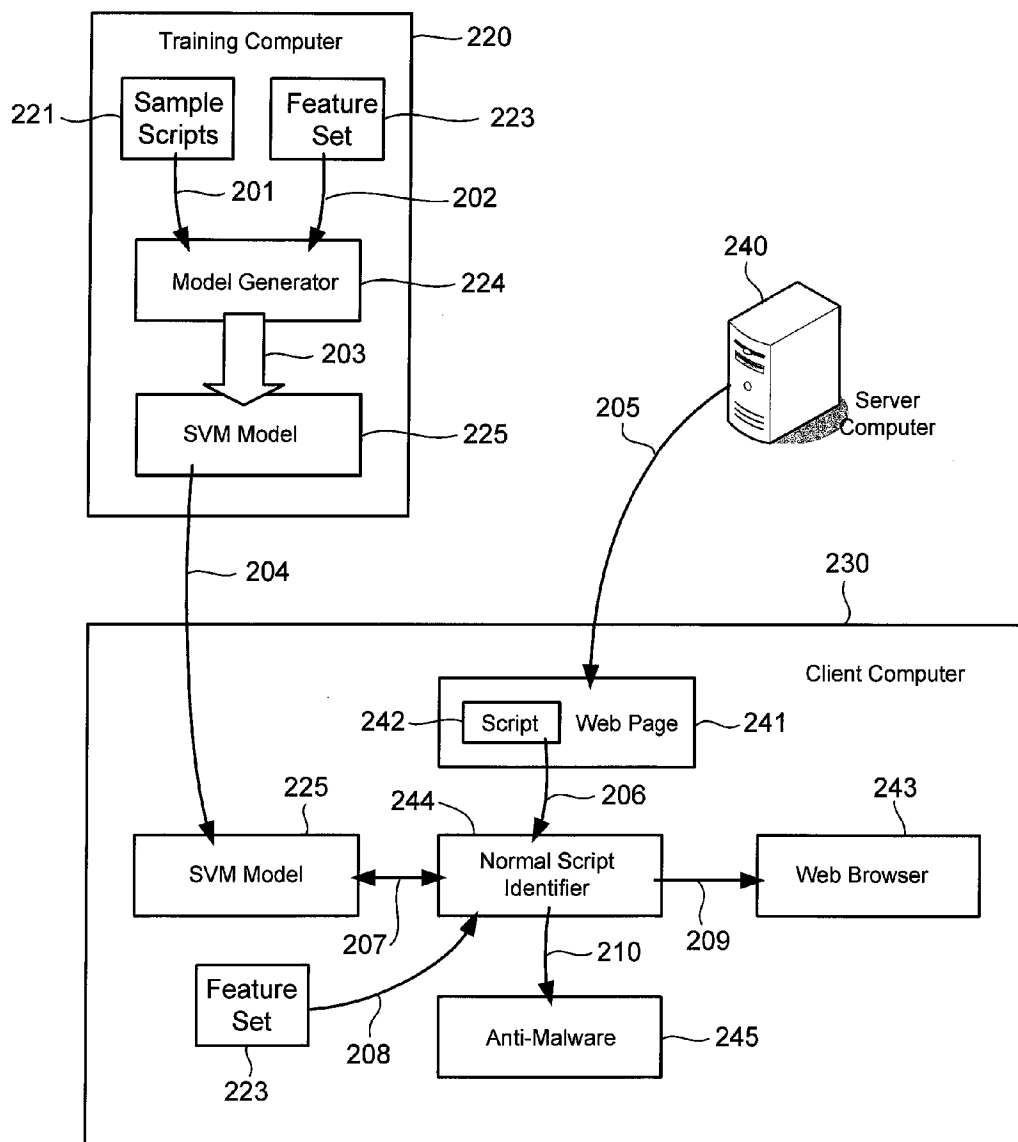 Training Computer
220
221
Sample
Scripts
Feature
Set
223
201
202
Model Generator
224
203
SVM Model
225
240
Server
Computer
205
204
230
Client Computer
242
Script
Web Page
241
206
225
244
243
SVM Model
Normal Script
Identifier
Web Browser
207
209
210
Feature
Set
208
Anti-Malware
245
223